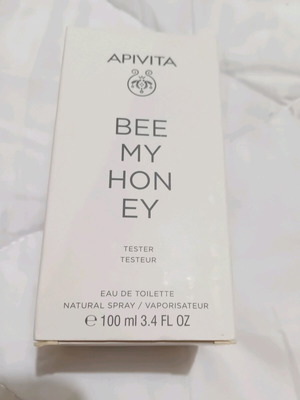 APIVITA
BEE
MY
HON
EY
TESTER
TESTEUR
EAU DE TOILETTE
NATURAL SPRAY / VAPORISATEUR
℮ 100 ml 3.4 FL OZ